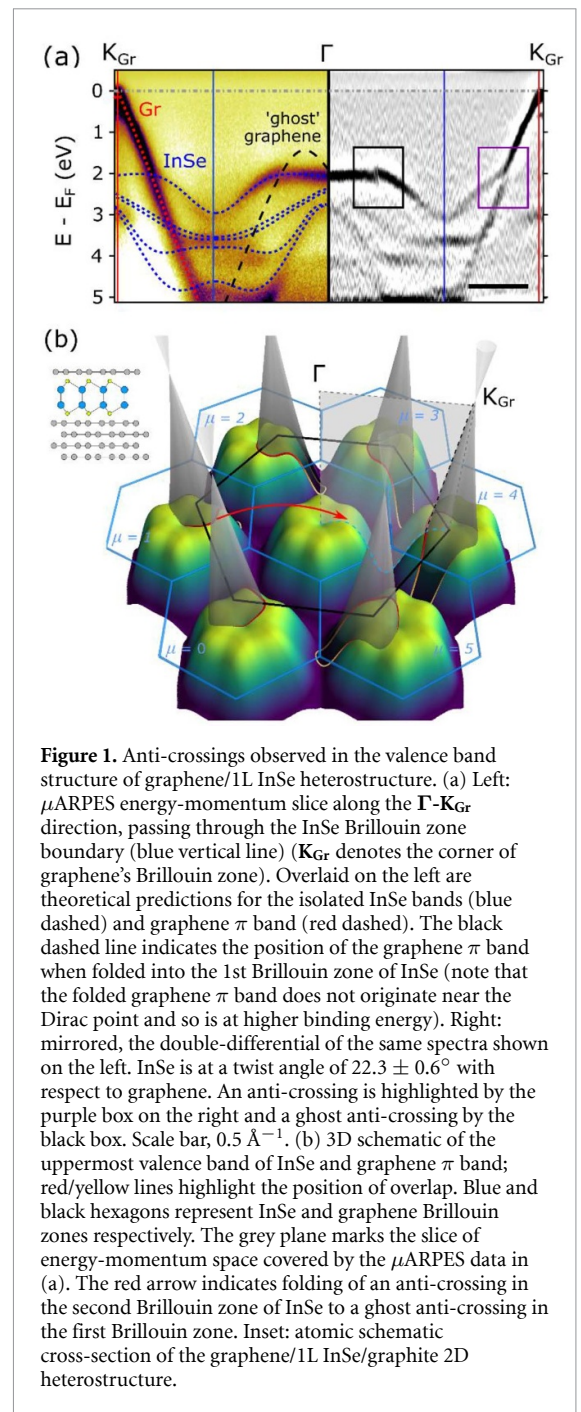 (a)
K_Gr Γ K_Gr
0
1
2
3
4
5
E - E_F (eV)
Gr
InSe
'ghost'
graphene
(b)
Γ
K_Gr
μ = 2
μ = 3
μ = 1
μ = 4
μ = 0
μ = 5
Figure 1. Anti-crossings observed in the valence band
structure of graphene/1L InSe heterostructure. (a) Left:
μARPES energy-momentum slice along the Γ-K_Gr
direction, passing through the InSe Brillouin zone
boundary (blue vertical line) (K_Gr denotes the corner of
graphene's Brillouin zone). Overlaid on the left are
theoretical predictions for the isolated InSe bands (blue
dashed) and graphene π band (red dashed). The black
dashed line indicates the position of the graphene π band
when folded into the 1st Brillouin zone of InSe (note that
the folded graphene π band does not originate near the
Dirac point and so is at higher binding energy). Right:
mirrored, the double-differential of the same spectra shown
on the left. InSe is at a twist angle of 22.3 ± 0.6° with
respect to graphene. An anti-crossing is highlighted by the
purple box on the right and a ghost anti-crossing by the
black box. Scale bar, 0.5 Å⁻¹. (b) 3D schematic of the
uppermost valence band of InSe and graphene π band;
red/yellow lines highlight the position of overlap. Blue and
black hexagons represent InSe and graphene Brillouin
zones respectively. The grey plane marks the slice of
energy-momentum space covered by the μARPES data in
(a). The red arrow indicates folding of an anti-crossing in
the second Brillouin zone of InSe to a ghost anti-crossing in
the first Brillouin zone. Inset: atomic schematic
cross-section of the graphene/1L InSe/graphite 2D
heterostructure.